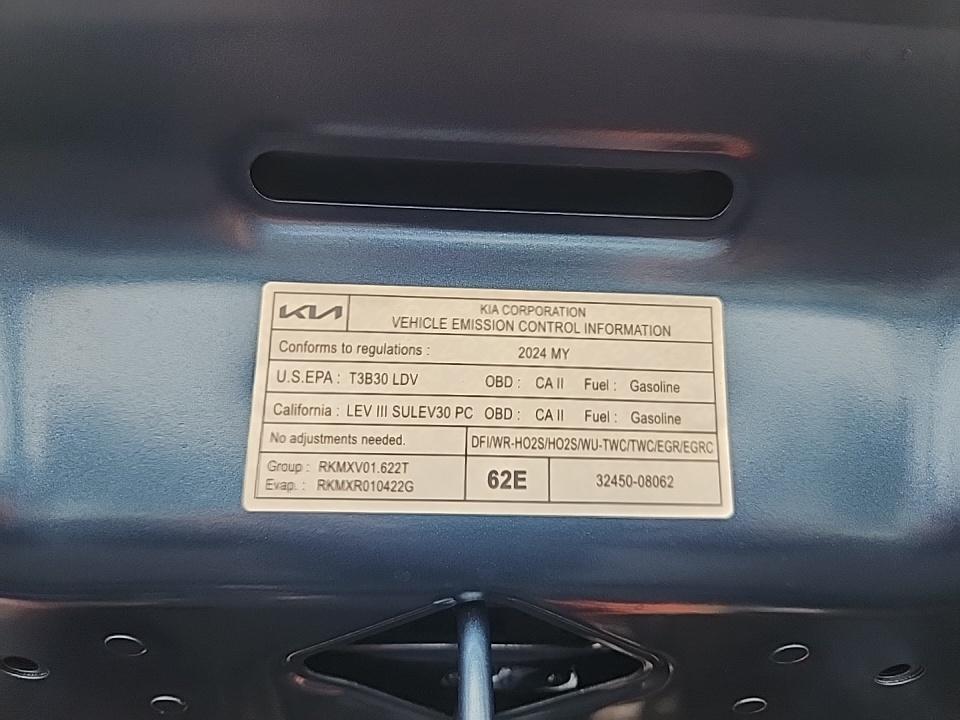 KIA KIA CORPORATION
VEHICLE EMISSION CONTROL INFORMATION
Conforms to regulations : 2024 MY
U.S.EPA : T3B30 LDV OBD : CA II Fuel : Gasoline
California : LEV III SULEV30 PC OBD : CA II Fuel : Gasoline
No adjustments needed. DFI/WR-HO2S/HO2S/WU-TWC/TWC/EGR/EGRC
Group : RKMXV01.622T
Evap. : RKMXR010422G
62E 32450-08062